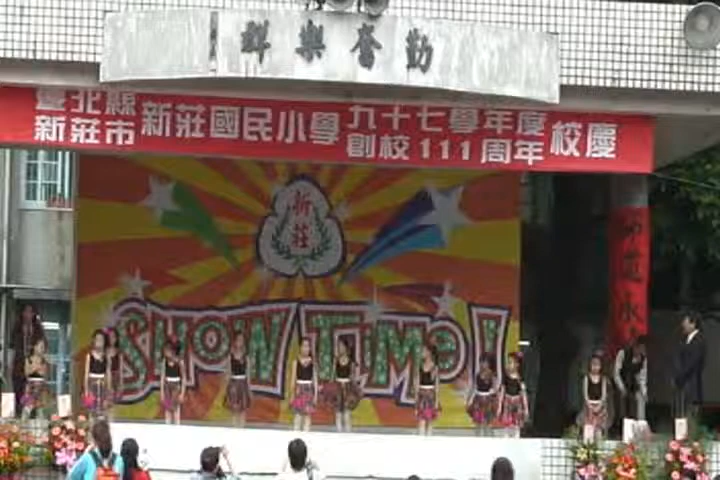 群樂奮勤
臺北縣
新莊市
新莊國民小學
九十七學年度
創校111周年
校慶
新莊
SHOW TIME!